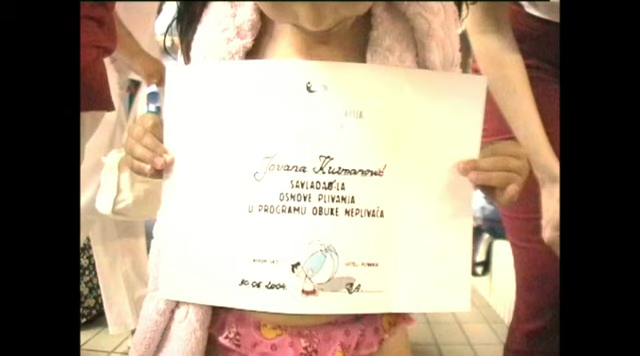 Jovana Kuzmanović
SAVLADAO-LA
OSNOVE PLIVANJA
U PROGRAMU OBUKE NEPLIVAČA
30.06 2004.